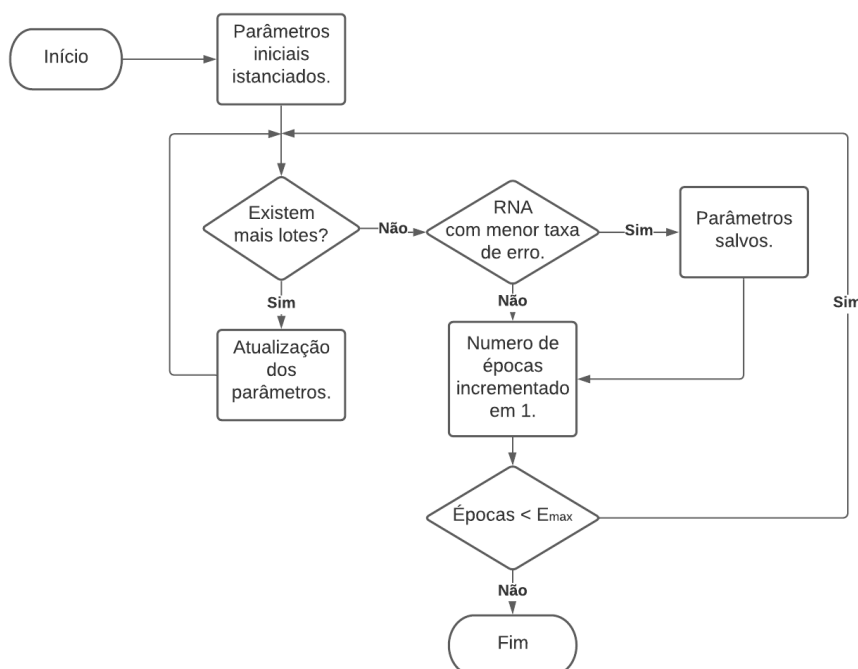 Início
Parâmetros
iniciais
istanciados.
Existem
mais lotes?
Não
RNA
com menor taxa
de erro.
Sim
Parâmetros
salvos.
Sim
Sim
Não
Atualização
dos
parâmetros.
Numero de
épocas
incrementado
em 1.
Épocas < Emax
Não
Fim